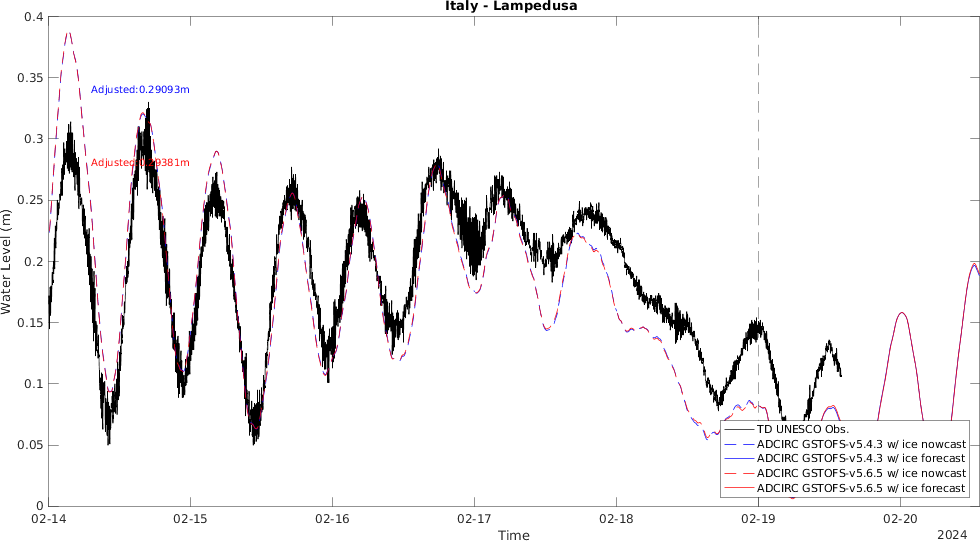 Italy - Lampedusa
0.4
0.35
0.3
0.25
0.2
0.15
0.1
0.05
0
Water Level (m)
Adjusted:0.29093m
Adjusted:0.29381m
TD UNESCO Obs.
ADCIRC GSTOFS-v5.4.3 w/ ice nowcast
ADCIRC GSTOFS-v5.4.3 w/ ice forecast
ADCIRC GSTOFS-v5.6.5 w/ ice nowcast
ADCIRC GSTOFS-v5.6.5 w/ ice forecast
02-14 02-15 02-16 02-17 02-18 02-19 02-20
Time
2024